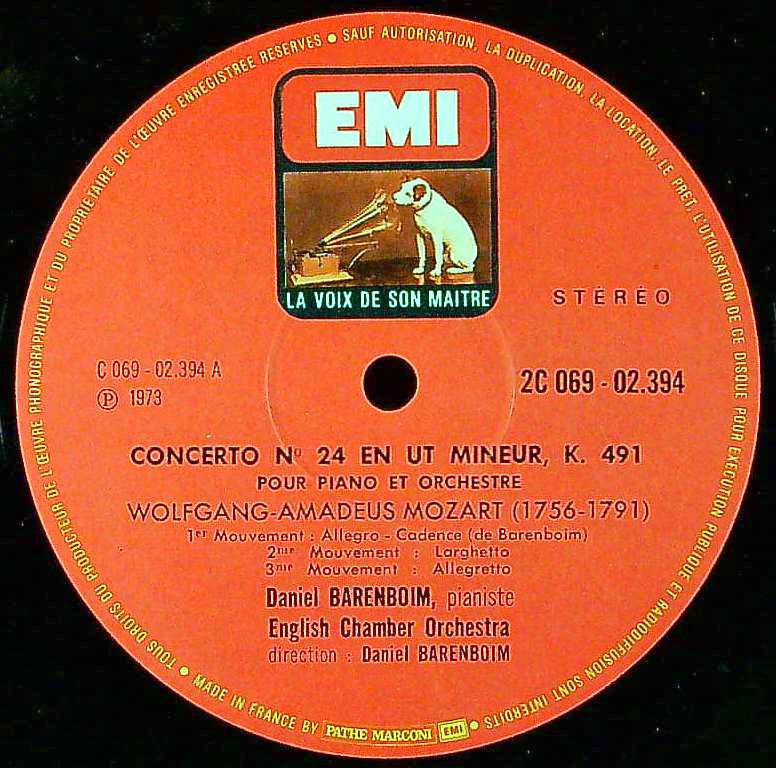 TOUS DROITS DU PRODUCTEUR DE L'ŒUVRE PHONOGRAPHIQUE ET DU PROPRIETAIRE DE L'ŒUVRE ENREGISTREE RESERVES ● SAUF AUTORISATION, LA DUPLICATION, LA LOCATION, LE PRET, L'UTILISATION DE CE DISQUE POUR EXECUTION PUBLIQUE ET RADIODIFFUSION SONT INTERDITS ●
EMI
LA VOIX DE SON MAITRE
STÉRÉO
C 069 - 02.394 A
℗ 1973
2C 069 - 02.394
CONCERTO Nº 24 EN UT MINEUR, K. 491
POUR PIANO ET ORCHESTRE
WOLFGANG-AMADEUS MOZART (1756-1791)
1er Mouvement : Allegro - Cadence (de Barenboim)
2me Mouvement : Larghetto
3me Mouvement : Allegretto
Daniel BARENBOIM, pianiste
English Chamber Orchestra
direction : Daniel BARENBOIM
● MADE IN FRANCE BY PATHE MARCONI EMI